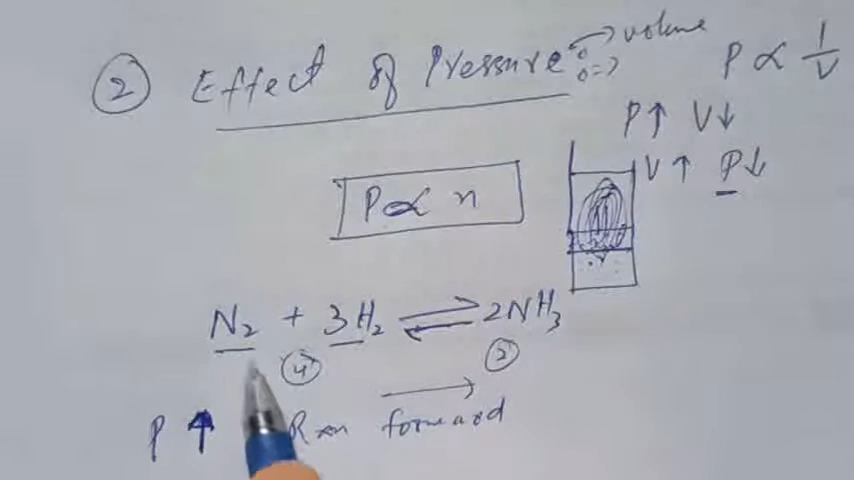 ② Effect of Pressure :=> volume
P ∝ 1/V
P↑ V↓
V↑ P↓
P ∝ n
N₂ + 3H₂ ⇌ 2NH₃
④ ②
P ↑ Rxn forward →